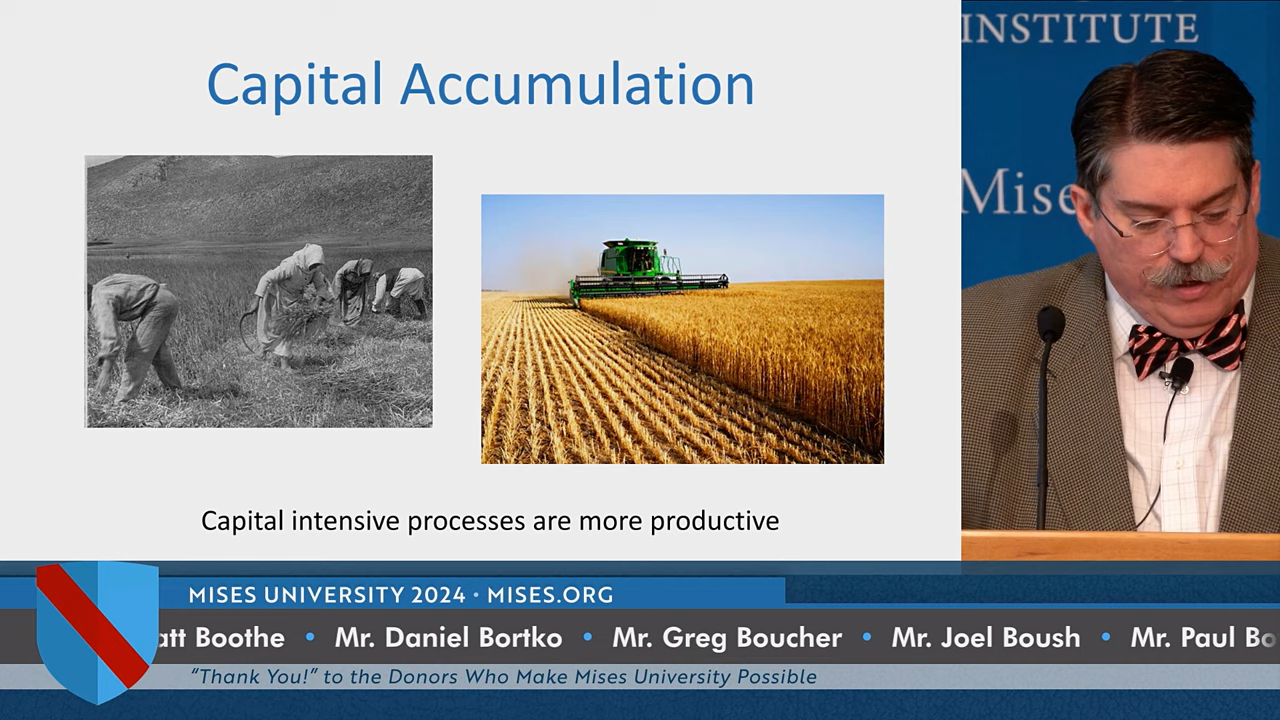 Capital Accumulation
INSTITUTE
Mise
Capital intensive processes are more productive
MISES UNIVERSITY 2024 • MISES.ORG
att Boothe • Mr. Daniel Bortko • Mr. Greg Boucher • Mr. Joel Boush • Mr. Paul Bo
“Thank You!” to the Donors Who Make Mises University Possible